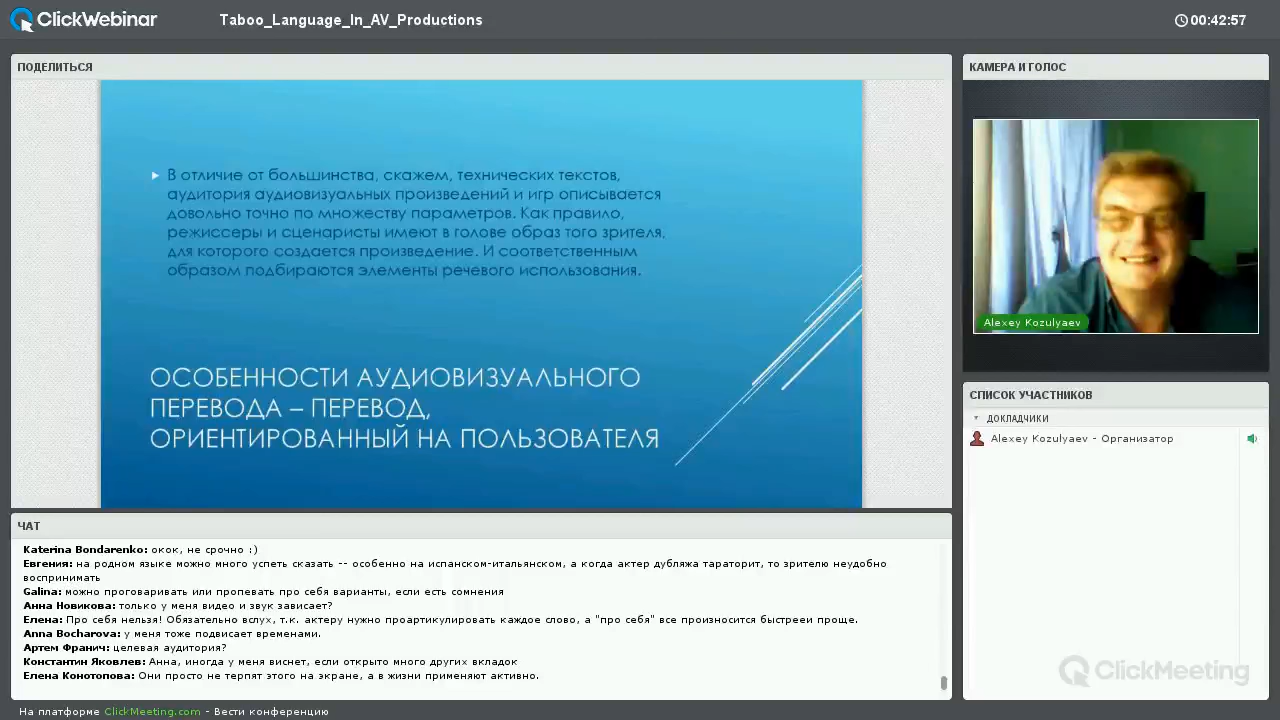 ClickWebinar
Taboo_Language_In_AV_Productions
00:42:57
ПОДЕЛИТЬСЯ
В отличие от большинства, скажем, технических текстов,
аудитория аудиовизуальных произведений и игр описывается
довольно точно по множеству параметров. Как правило,
режиссеры и сценаристы имеют в голове образ того зрителя,
для которого создается произведение. И соответственным
образом подбираются элементы речевого использования.
ОСОБЕННОСТИ АУДИОВИЗУАЛЬНОГО
ПЕРЕВОДА – ПЕРЕВОД,
ОРИЕНТИРОВАННЫЙ НА ПОЛЬЗОВАТЕЛЯ
КАМЕРА И ГОЛОС
Alexey Kozulyaev
СПИСОК УЧАСТНИКОВ
ДОКЛАДЧИКИ
Alexey Kozulyaev - Организатор
ЧАТ
Katerina Bondarenko: окок, не срочно :)
Евгения: на родном языке можно много успеть сказать -- особенно на испанском-итальянском, а когда актер дубляжа тараторит, то зрителю неудобно
воспринимать
Galina: можно проговаривать или пропевать про себя варианты, если есть сомнения
Анна Новикова: только у меня видео и звук зависает?
Елена: Про себя нельзя! Обязательно вслух, т.к. актеру нужно проартикулировать каждое слово, а "про себя" все произносится быстрееи проще.
Anna Bocharova: у меня тоже подвисает временами.
Артем Франич: целевая аудитория?
Константин Яковлев: Анна, иногда у меня виснет, если открыто много других вкладок
Елена Конотопова: Они просто не терпят этого на экране, а в жизни применяют активно.
ClickMeeting
На платформе ClickMeeting.com - Вести конференцию